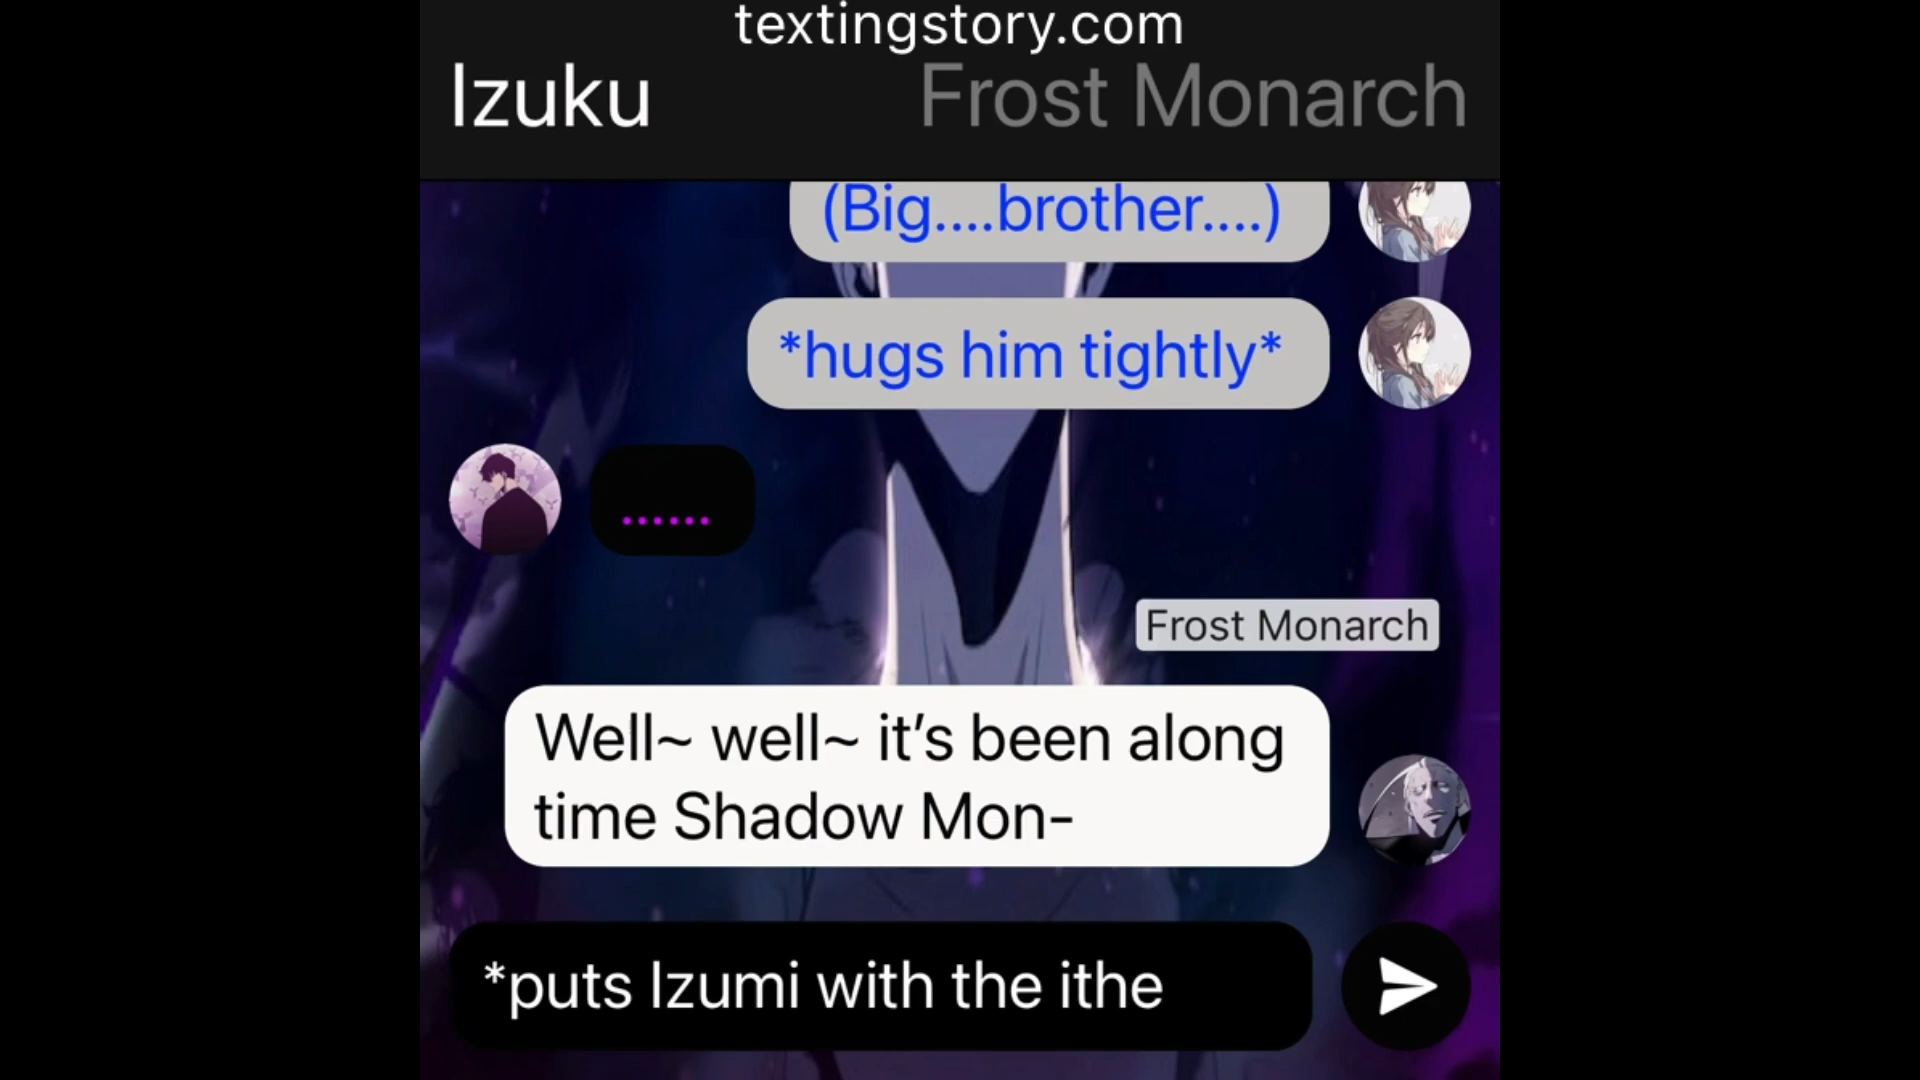 textingstory.com
Izuku
Frost Monarch
(Big....brother....)
*hugs him tightly*
......
Frost Monarch
Well~ well~ it’s been along
time Shadow Mon-
*puts Izumi with the ithe